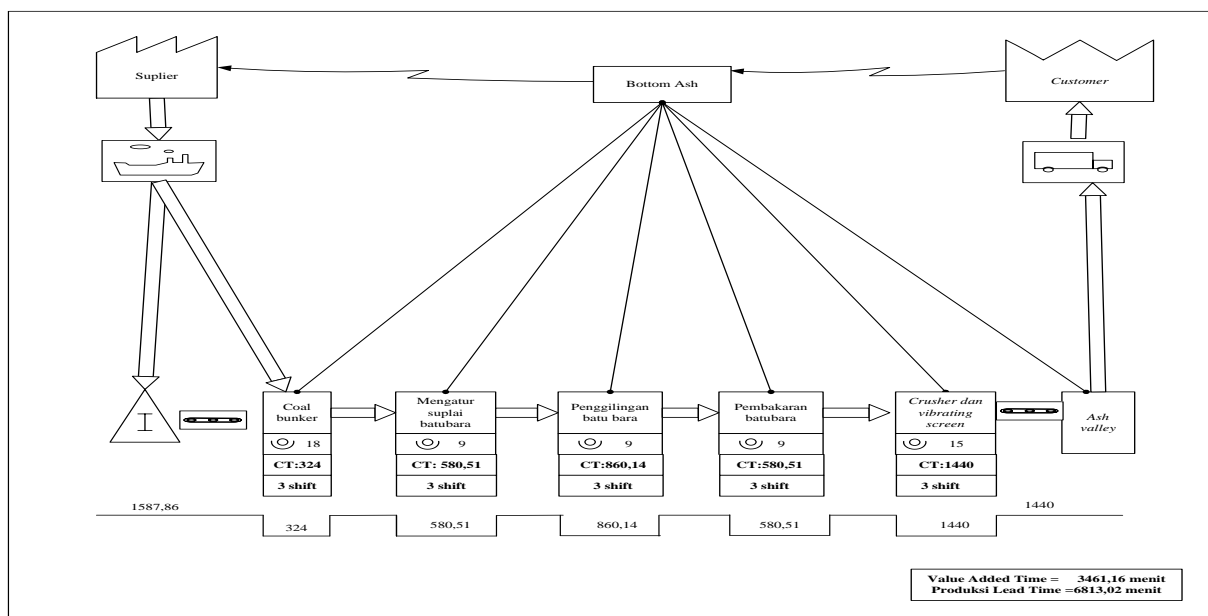 Suplier
Bottom Ash
Customer
I
Coal
bunker
18
CT:324
3 shift
Mengatur
suplai
batubara
9
CT: 580,51
3 shift
Penggilingan
batu bara
9
CT:860,14
3 shift
Pembakaran
batubara
9
CT:580,51
3 shift
Crusher dan
vibrating
screen
15
CT:1440
3 shift
Ash
valley
1587,86
324
580,51
860,14
580,51
1440
1440
Value Added Time = 3461,16 menit
Produksi Lead Time =6813,02 menit